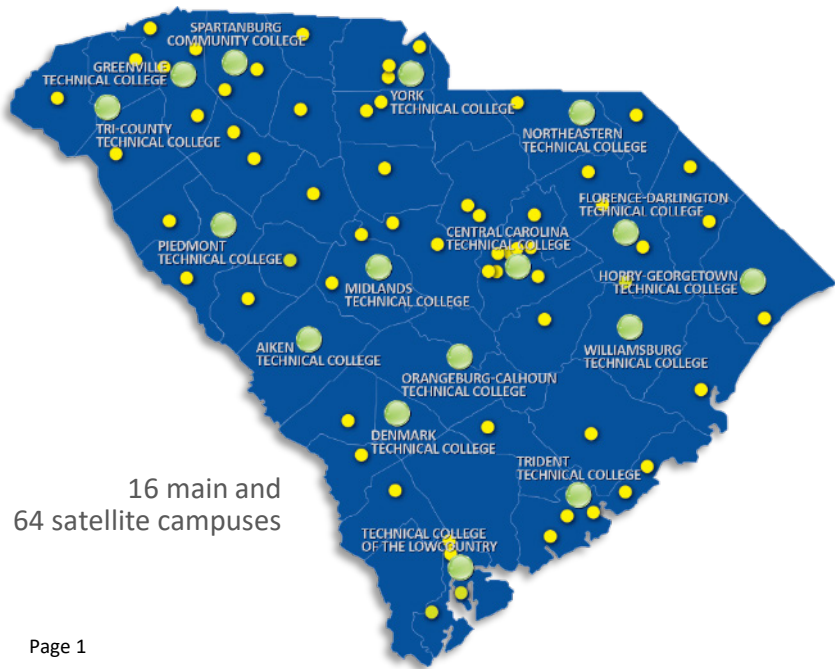 SPARTANBURG
COMMUNITY COLLEGE
GREENVILLE
TECHNICAL COLLEGE
YORK
TECHNICAL COLLEGE
TRI-COUNTY
TECHNICAL COLLEGE
NORTHEASTERN
TECHNICAL COLLEGE
FLORENCE-DARLINGTON
TECHNICAL COLLEGE
PIEDMONT
TECHNICAL COLLEGE
CENTRAL CAROLINA
TECHNICAL COLLEGE
HORRY-GEORGETOWN
TECHNICAL COLLEGE
MIDLANDS
TECHNICAL COLLEGE
AIKEN
TECHNICAL COLLEGE
WILLIAMSBURG
TECHNICAL COLLEGE
ORANGEBURG-CALHOUN
TECHNICAL COLLEGE
DENMARK
TECHNICAL COLLEGE
TRIDENT
TECHNICAL COLLEGE
16 main and
64 satellite campuses
TECHNICAL COLLEGE
OF THE LOWCOUNTRY
Page 1